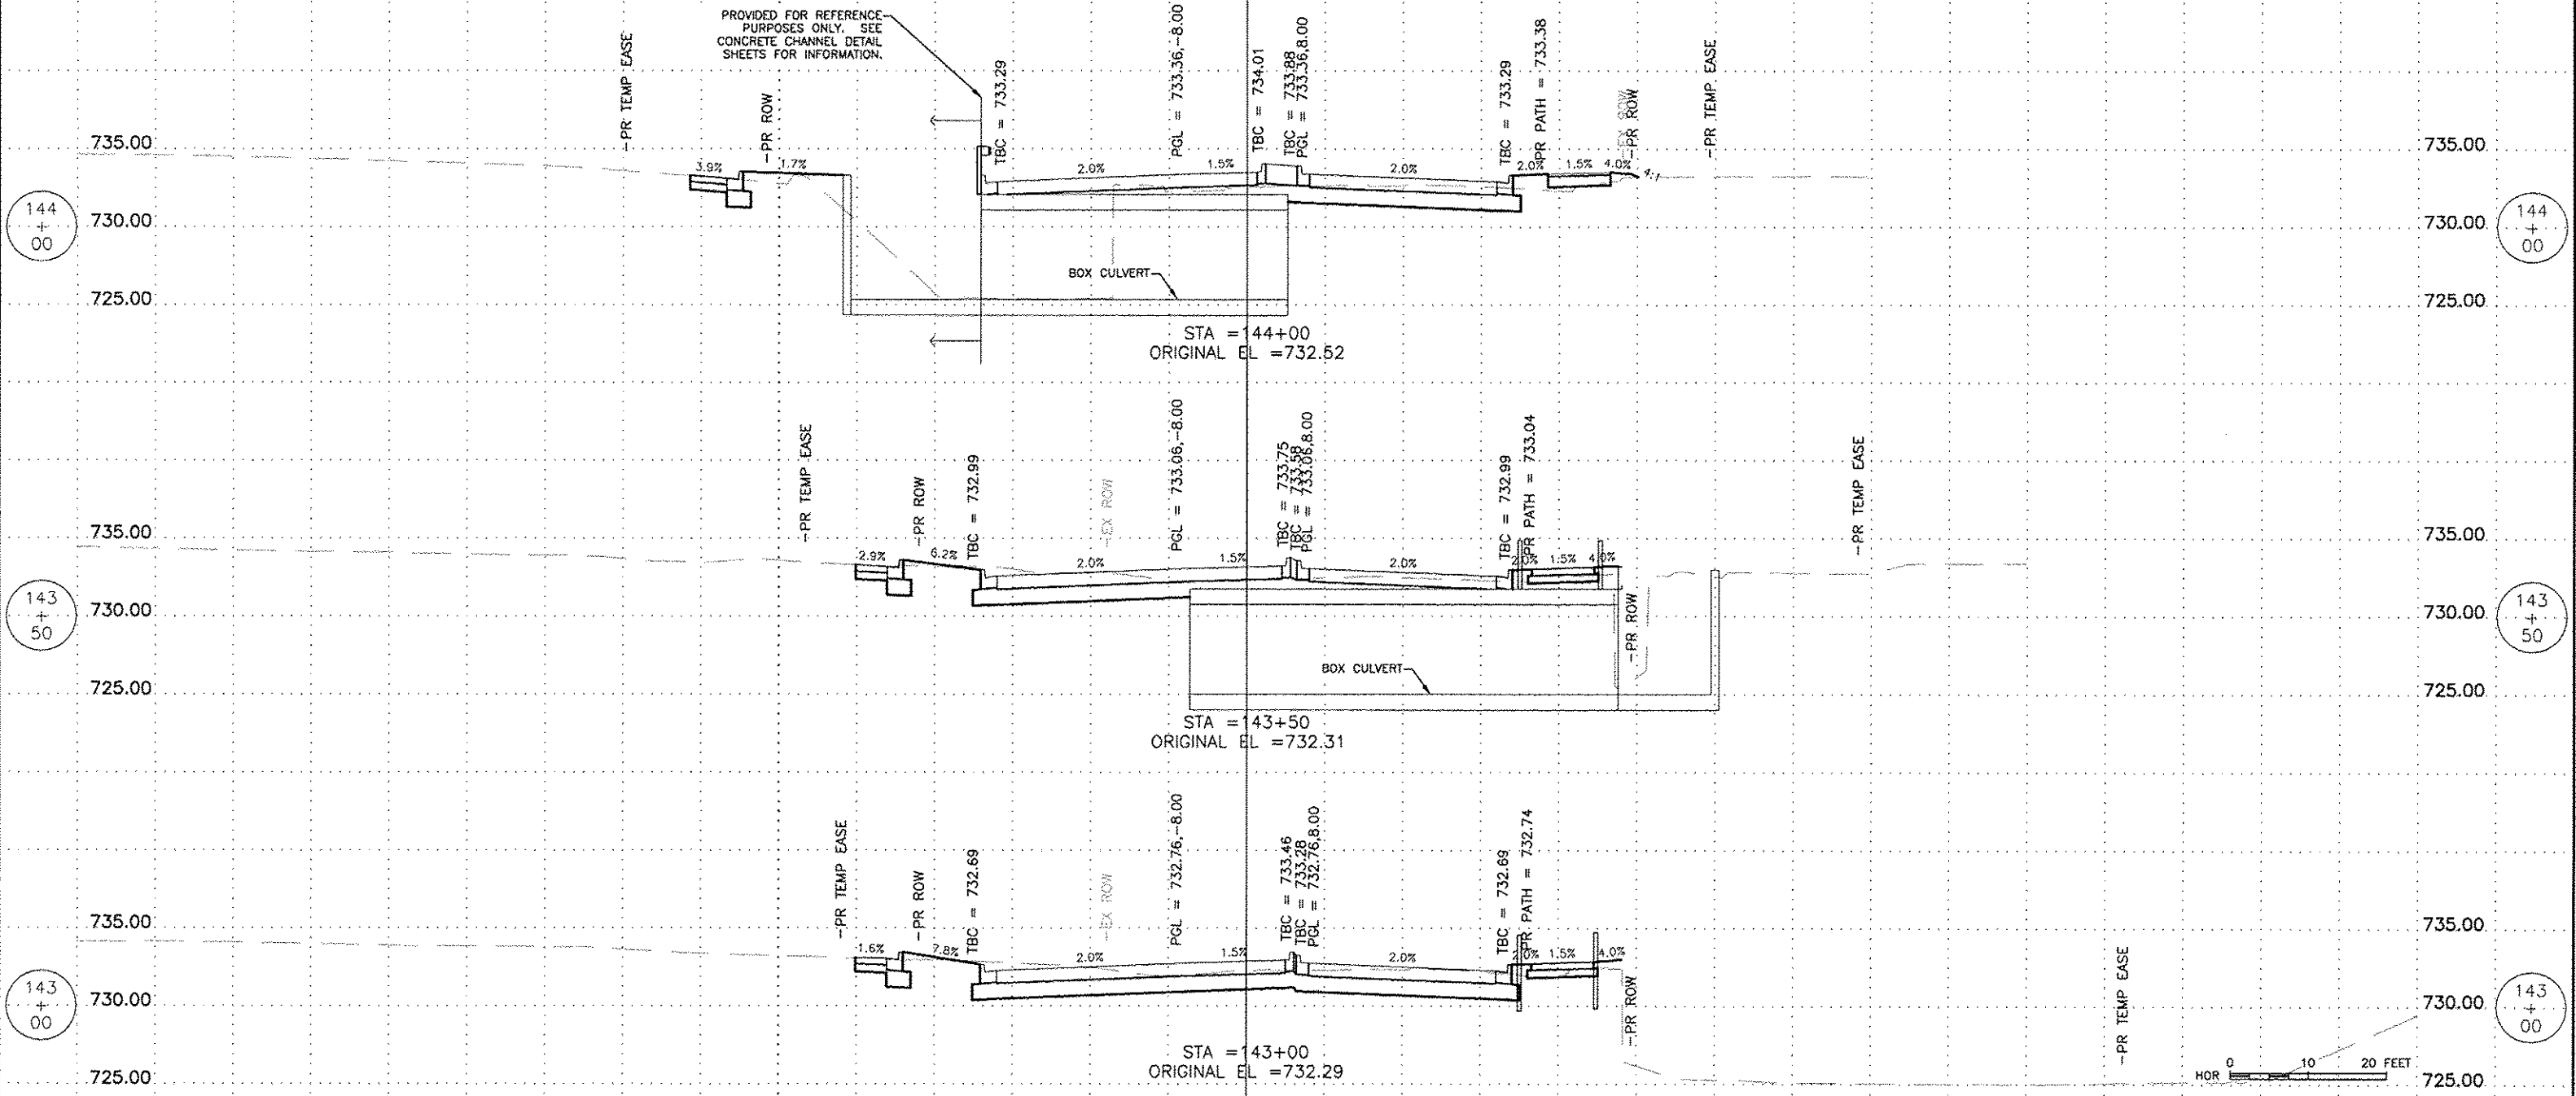 PROVIDED FOR REFERENCE
PURPOSES ONLY. SEE
CONCRETE CHANNEL DETAIL
SHEETS FOR INFORMATION.
-PR TEMP EASE
-PR ROW
TBC = 733.29
PGL = 733.36,-8.00
TBC = 734.01
TBC = 733.88
PGL = 733.36,8.00
TBC = 733.29
PR PATH = 733.38
-EX ROW
-PR ROW
-PR TEMP EASE
735.00
3.9%
1.7%
2.0%
1.5%
2.0%
2.0%
1.5%
4.0%
4:1
735.00
144
+
00
730.00
730.00
144
+
00
BOX CULVERT
725.00
725.00
STA =144+00
ORIGINAL EL =732.52
-PR TEMP EASE
-PR ROW
TBC = 732.99
-EX ROW
PGL = 733.06,-8.00
TBC = 733.75
TBC = 733.58
PGL = 733.06,8.00
TBC = 732.99
PR PATH = 733.04
-PR TEMP EASE
735.00
2.9%
6.2%
2.0%
1.5%
2.0%
2.0%
1.5%
4.0%
735.00
143
+
50
730.00
-PR ROW
730.00
143
+
50
BOX CULVERT
725.00
725.00
STA =143+50
ORIGINAL EL =732.31
-PR TEMP EASE
-PR ROW
TBC = 732.69
-EX ROW
PGL = 732.76,-8.00
TBC = 733.46
TBC = 733.28
PGL = 732.76,8.00
TBC = 732.69
PR PATH = 732.74
735.00
1.6%
7.8%
2.0%
1.5%
2.0%
2.0%
1.5%
4.0%
735.00
143
+
00
730.00
-PR ROW
-PR TEMP EASE
730.00
143
+
00
STA =143+00
ORIGINAL EL =732.29
725.00
HOR
0
10
20 FEET
725.00